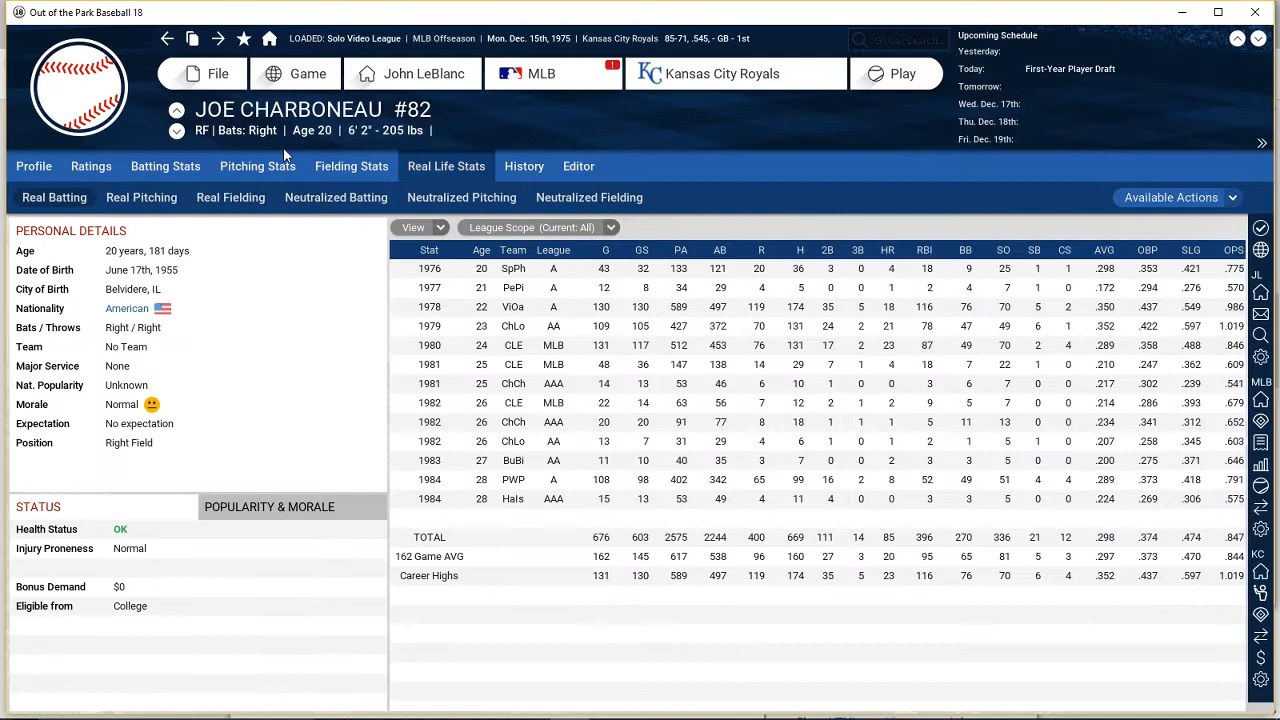 Out of the Park Baseball 18
LOADED: Solo Video League | MLB Offseason | Mon. Dec. 15th, 1975 | Kansas City Royals 85-71, .545, - GB - 1st
Global Search...
Upcoming Schedule
Yesterday:
Today: First-Year Player Draft
Tomorrow:
Wed. Dec. 17th:
Thu. Dec. 18th:
Fri. Dec. 19th:
File Game John LeBlanc MLB ! KC Kansas City Royals Play
JOE CHARBONEAU #82
RF | Bats: Right | Age 20 | 6' 2" - 205 lbs |
Profile Ratings Batting Stats Pitching Stats Fielding Stats Real Life Stats History Editor
Real Batting Real Pitching Real Fielding Neutralized Batting Neutralized Pitching Neutralized Fielding Available Actions
PERSONAL DETAILS
Age 20 years, 181 days
Date of Birth June 17th, 1955
City of Birth Belvidere, IL
Nationality American
Bats / Throws Right / Right
Team No Team
Major Service None
Nat. Popularity Unknown
Morale Normal
Expectation No expectation
Position Right Field
STATUS POPULARITY & MORALE
Health Status OK
Injury Proneness Normal
Bonus Demand $0
Eligible from College
View League Scope (Current: All)
Stat Age Team League G GS PA AB R H 2B 3B HR RBI BB SO SB CS AVG OBP SLG OPS
1976 20 SpPh A 43 32 133 121 20 36 3 0 4 18 9 25 1 1 .298 .353 .421 .775
1977 21 PePi A 12 8 34 29 4 5 0 0 1 2 4 7 1 0 .172 .294 .276 .570
1978 22 ViOa A 130 130 589 497 119 174 35 5 18 116 76 70 5 2 .350 .437 .549 .986
1979 23 ChLo AA 109 105 427 372 70 131 24 2 21 78 47 49 6 1 .352 .422 .597 1.019
1980 24 CLE MLB 131 117 512 453 76 131 17 2 23 87 49 70 2 4 .289 .358 .488 .846
1981 25 CLE MLB 48 36 147 138 14 29 7 1 4 18 7 22 1 0 .210 .247 .362 .609
1981 25 ChCh AAA 14 13 53 46 6 10 1 0 0 3 6 7 0 0 .217 .302 .239 .541
1982 26 CLE MLB 22 14 63 56 7 12 2 1 2 9 5 7 0 0 .214 .286 .393 .679
1982 26 ChCh AAA 20 20 91 77 8 18 1 1 1 5 11 13 0 0 .234 .341 .312 .652
1982 26 ChLo AA 13 7 31 29 4 6 1 0 1 2 1 5 1 0 .207 .258 .345 .603
1983 27 BuBi AA 11 10 40 35 3 7 0 0 2 3 3 5 0 0 .200 .275 .371 .646
1984 28 PWP A 108 98 402 342 65 99 16 2 8 52 49 51 4 4 .289 .373 .418 .791
1984 28 HaIs AAA 15 13 53 49 4 11 4 0 0 3 3 5 0 0 .224 .269 .306 .575
TOTAL 676 603 2575 2244 400 669 111 14 85 396 270 336 21 12 .298 .374 .474 .847
162 Game AVG 162 145 617 538 96 160 27 3 20 95 65 81 5 3 .297 .373 .470 .844
Career Highs 131 130 589 497 119 174 35 5 23 116 76 70 6 4 .352 .437 .597 1.019
JL
MLB
KC